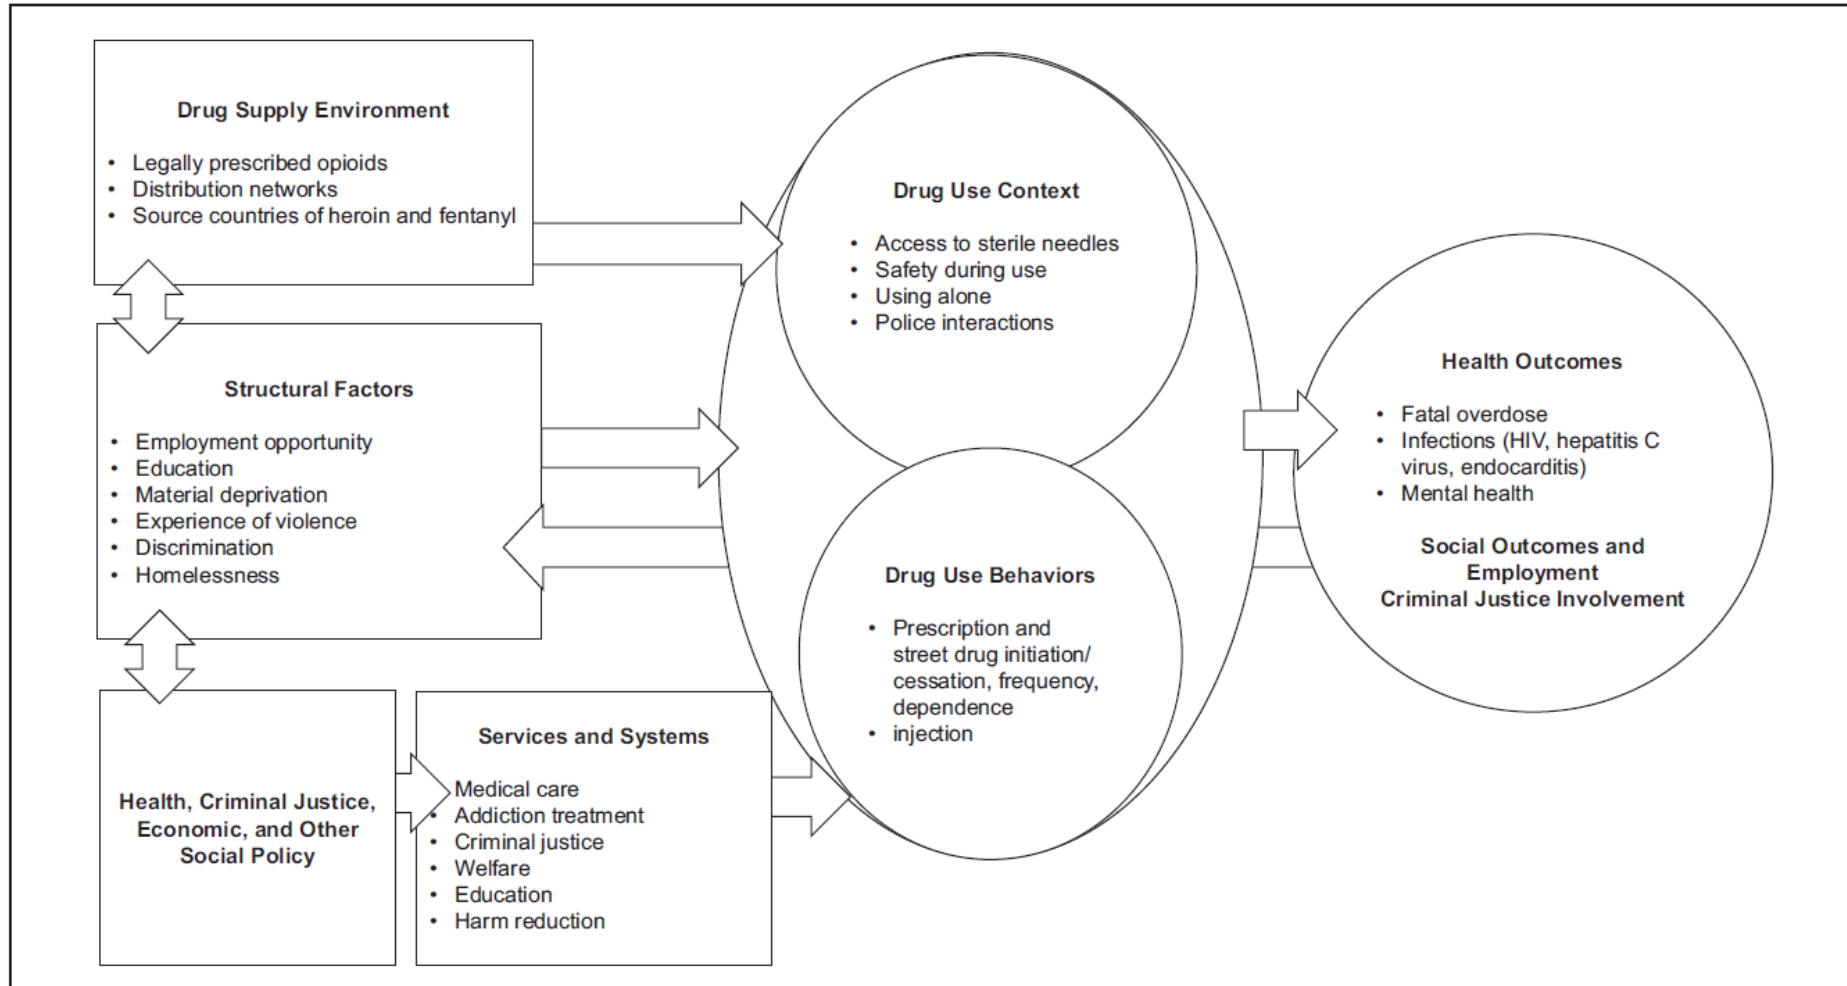 Drug Supply Environment
• Legally prescribed opioids
• Distribution networks
• Source countries of heroin and fentanyl
Structural Factors
• Employment opportunity
• Education
• Material deprivation
• Experience of violence
• Discrimination
• Homelessness
Health, Criminal Justice,
Economic, and Other
Social Policy
Services and Systems
Medical care
• Addiction treatment
• Criminal justice
• Welfare
• Education
• Harm reduction
Drug Use Context
• Access to sterile needles
• Safety during use
• Using alone
• Police interactions
Drug Use Behaviors
• Prescription and
street drug initiation/
cessation, frequency,
dependence
• injection
Health Outcomes
• Fatal overdose
• Infections (HIV, hepatitis C
virus, endocarditis)
• Mental health
Social Outcomes and
Employment
Criminal Justice Involvement